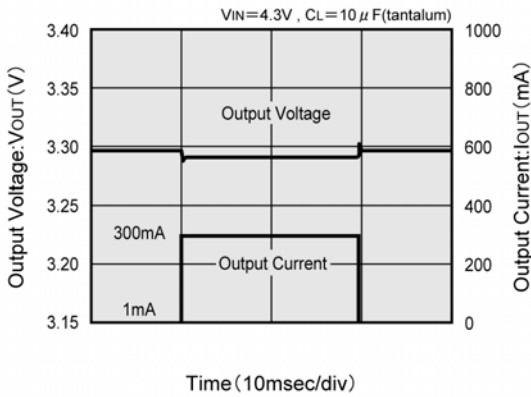 VIN=4.3V , CL=10μF(tantalum)
3.40
3.35
3.30
3.25
3.20
3.15
Output Voltage:VOUT(V)
Output Voltage
300mA
Output Current
1mA
1000
800
600
400
200
0
Output Current:IOUT(mA)
Time(10msec/div)